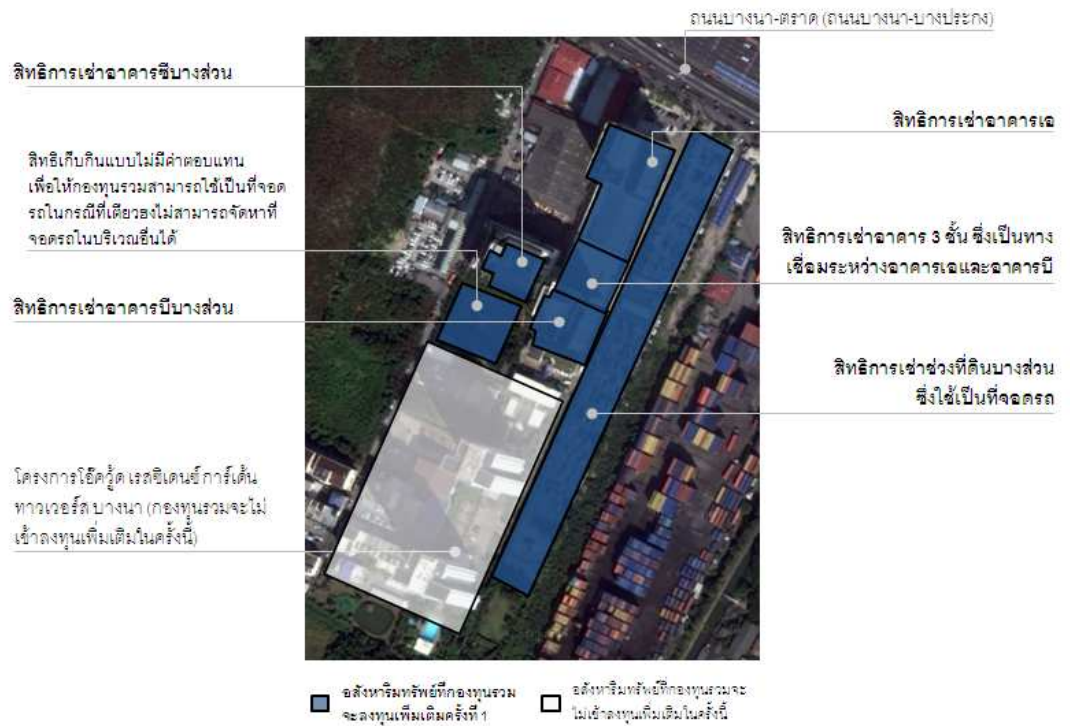 ถนนบางนา-ตราด (ถนนบางนา-บางประกง)
สิทธิการเช่าอาคารซีบางส่วน
สิทธิการเช่าอาคารเอ
สิทธิเก็บกินแบบไม่มีค่าตอบแทน
เพื่อให้กองทุนรวมสามารถใช้เป็นที่จอด
รถในกรณีที่เตียวฮงไม่สามารถจัดหาที่
จอดรถในบริเวณอื่นได้
สิทธิการเช่าอาคาร 3 ชั้น ซึ่งเป็นทาง
เชื่อมระหว่างอาคารเอและอาคารบี
สิทธิการเช่าอาคารบีบางส่วน
สิทธิการเช่าช่วงที่ดินบางส่วน
ซึ่งใช้เป็นที่จอดรถ
โครงการโอ๊ควู้ด เรสซิเดนซ์ การ์เด้น
ทาวเวอร์ส บางนา (กองทุนรวมจะไม่
เข้าลงทุนเพิ่มเติมในครั้งนี้)
อสังหาริมทรัพย์ที่กองทุนรวม
จะลงทุนเพิ่มเติมครั้งที่ 1
อสังหาริมทรัพย์ที่กองทุนรวมจะ
ไม่เข้าลงทุนเพิ่มเติมในครั้งนี้